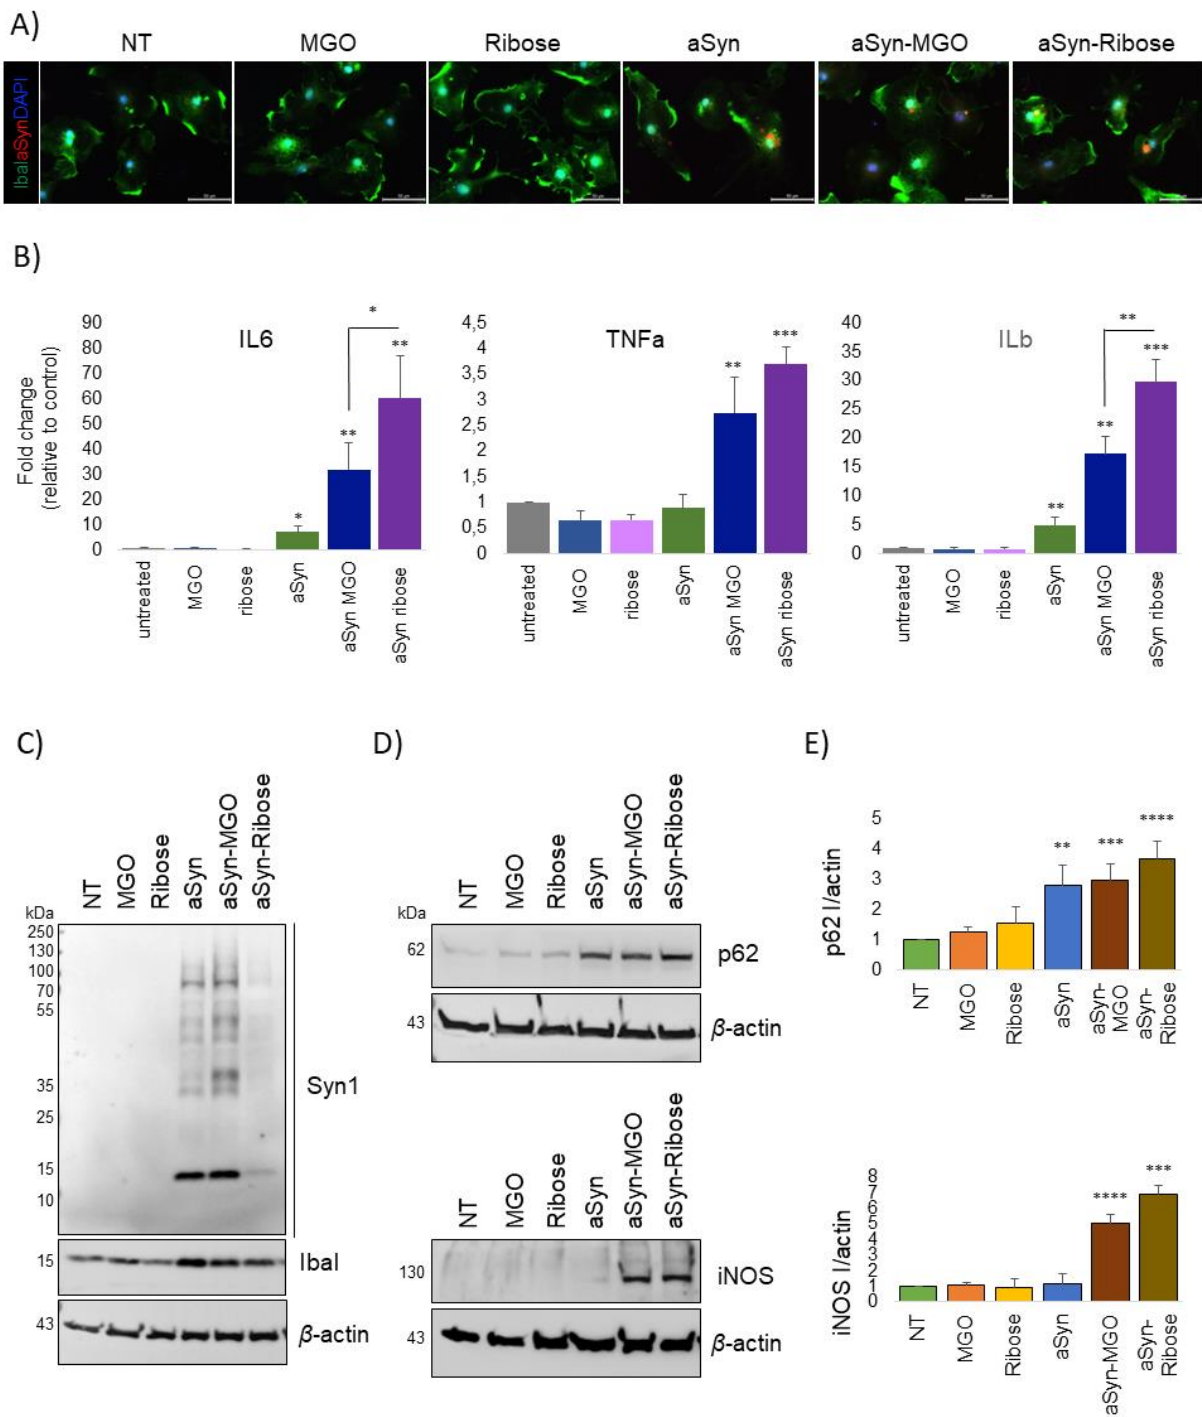 A)
NT MGO Ribose aSyn aSyn-MGO aSyn-Ribose
IbaIaSynDAPI
B)
Fold change
(relative to control)
90
80
70
60
50
40
30
20
10
0
IL6
*
**
**
*
untreated MGO ribose aSyn aSyn MGO aSyn ribose
4,5
4
3,5
3
2,5
2
1,5
1
0,5
0
TNFa
***
**
untreated MGO ribose aSyn aSyn MGO aSyn ribose
40
35
30
25
20
15
10
5
0
ILb
**
***
**
**
untreated MGO ribose aSyn aSyn MGO aSyn ribose
C)
NT MGO Ribose aSyn aSyn-MGO aSyn-Ribose
kDa
250
130
100
70
55
35
25
15
10
Syn1
15 IbaI
43 β-actin
D)
NT MGO Ribose aSyn aSyn-MGO aSyn-Ribose
kDa
62 p62
43 β-actin
NT MGO Ribose aSyn aSyn-MGO aSyn-Ribose
130 iNOS
43 β-actin
E)
p62 I/actin
5
4
3
2
1
0
** *** ****
NT MGO Ribose aSyn aSyn-MGO aSyn-Ribose
iNOS I/actin
8
7
6
5
4
3
2
1
0
**** ***
NT MGO Ribose aSyn aSyn-MGO aSyn-Ribose